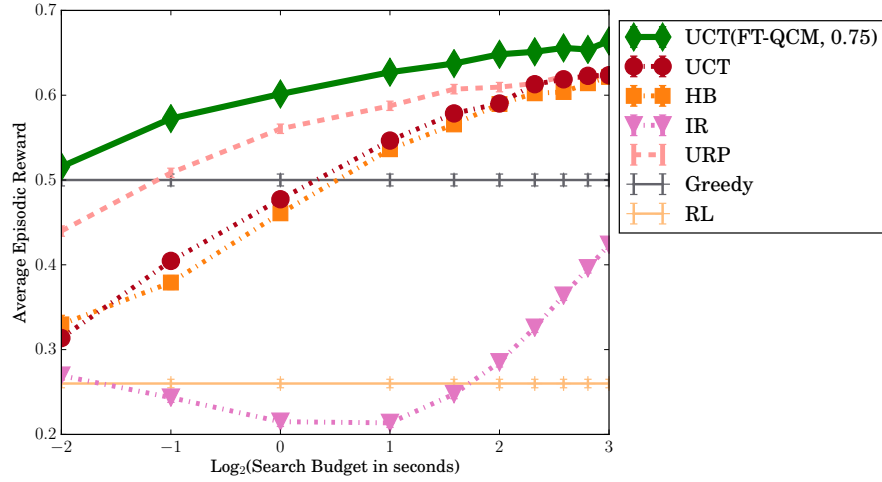 0.7
0.6
0.5
0.4
0.3
0.2
Average Episodic Reward
−2
−1
0
1
2
3
Log₂(Search Budget in seconds)
UCT(FT-QCM, 0.75)
UCT
HB
IR
URP
Greedy
RL